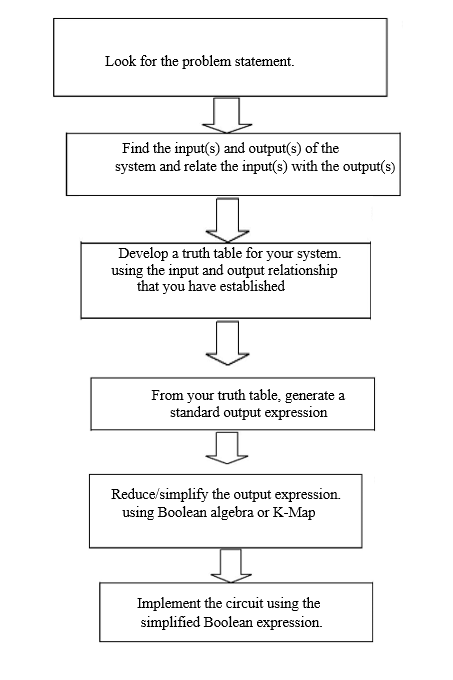 Look for the problem statement.
Find the input(s) and output(s) of the
system and relate the input(s) with the output(s)
Develop a truth table for your system.
using the input and output relationship
that you have established
From your truth table, generate a
standard output expression
Reduce/simplify the output expression.
using Boolean algebra or K-Map
Implement the circuit using the
simplified Boolean expression.